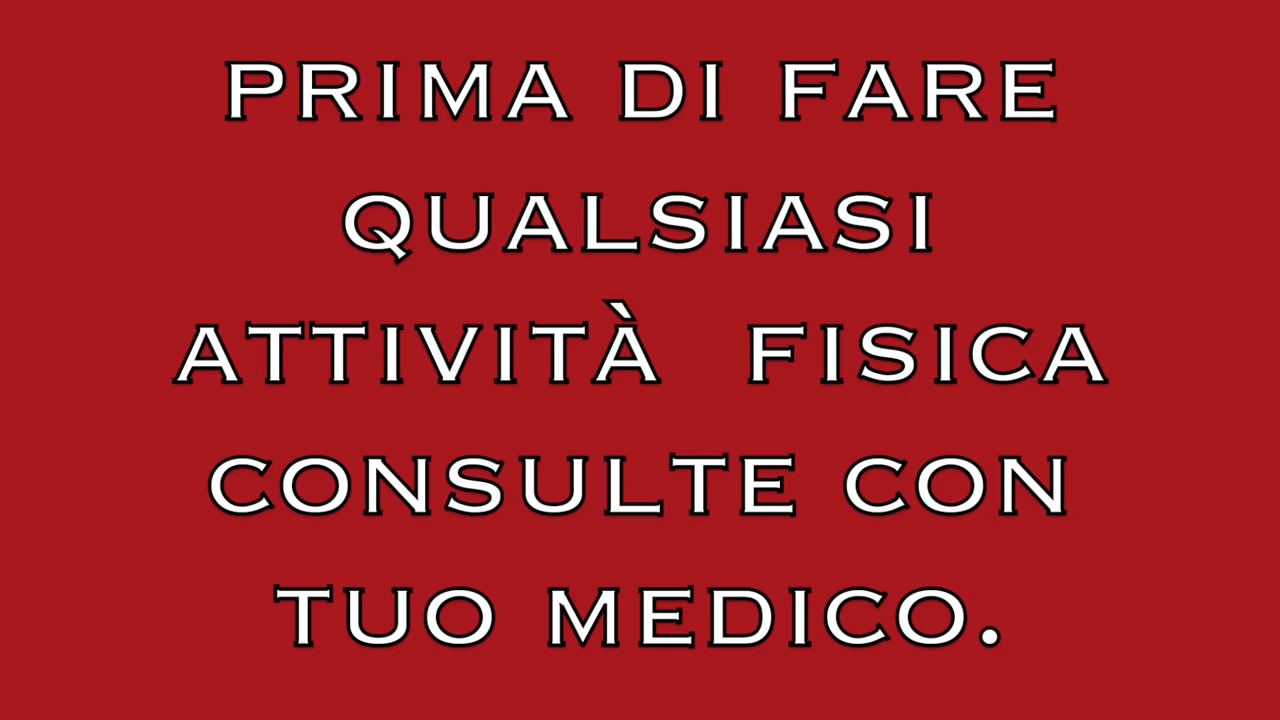 PRIMA DI FARE
QUALSIASI
ATTIVITÀ FISICA
CONSULTE CON
TUO MEDICO.